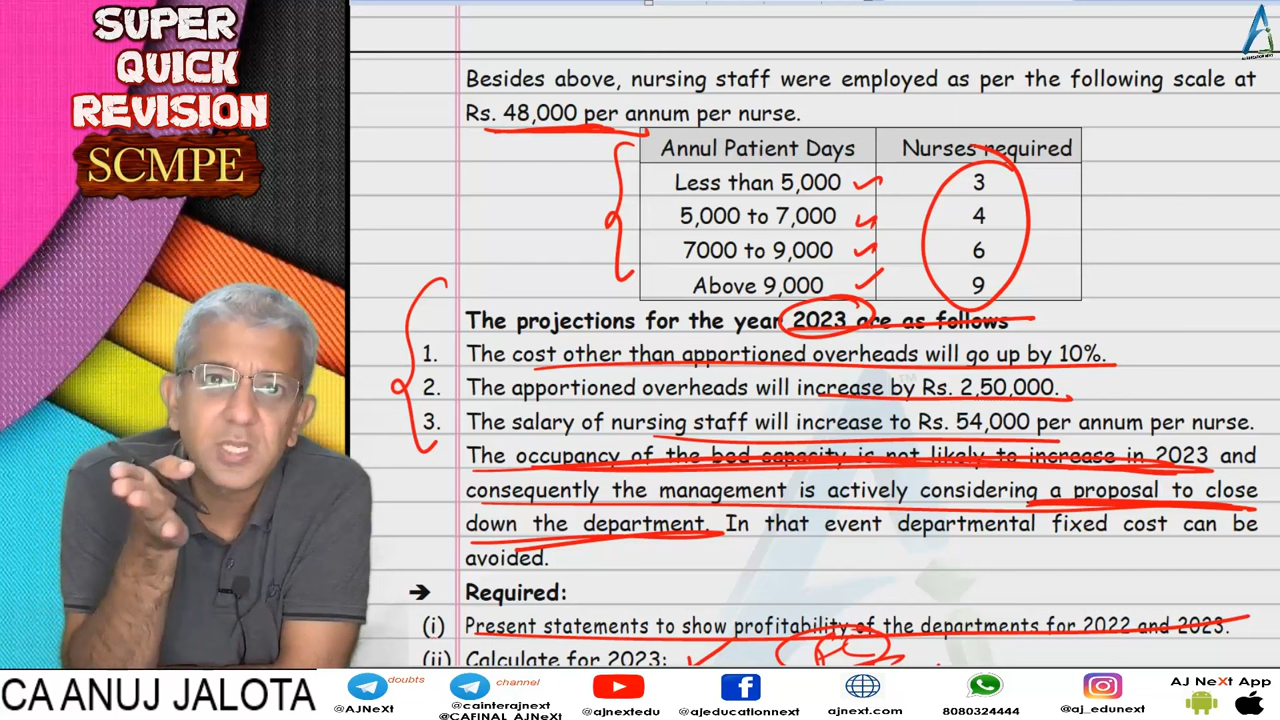 SUPER
QUICK
REVISION
SCMPE
Besides above, nursing staff were employed as per the following scale at
Rs. 48,000 per annum per nurse.
Annul Patient Days Nurses required
Less than 5,000 3
5,000 to 7,000 4
7000 to 9,000 6
Above 9,000 9
The projections for the year 2023 are as follows
1. The cost other than apportioned overheads will go up by 10%.
2. The apportioned overheads will increase by Rs. 2,50,000.
3. The salary of nursing staff will increase to Rs. 54,000 per annum per nurse.
The occupancy of the bed capacity is not likely to increase in 2023 and
consequently the management is actively considering a proposal to close
down the department. In that event departmental fixed cost can be
avoided.
➔ Required:
(i) Present statements to show profitability of the departments for 2022 and 2023.
(ii) Calculate for 2023:
CA ANUJ JALOTA
doubts
@AJNeXt
channel
@cainterajnext
@CAFINAL_AJNeXt
@ajnextedu
@ajeducationnext
ajnext.com
8080324444
@aj_edunext
AJ NeXt App